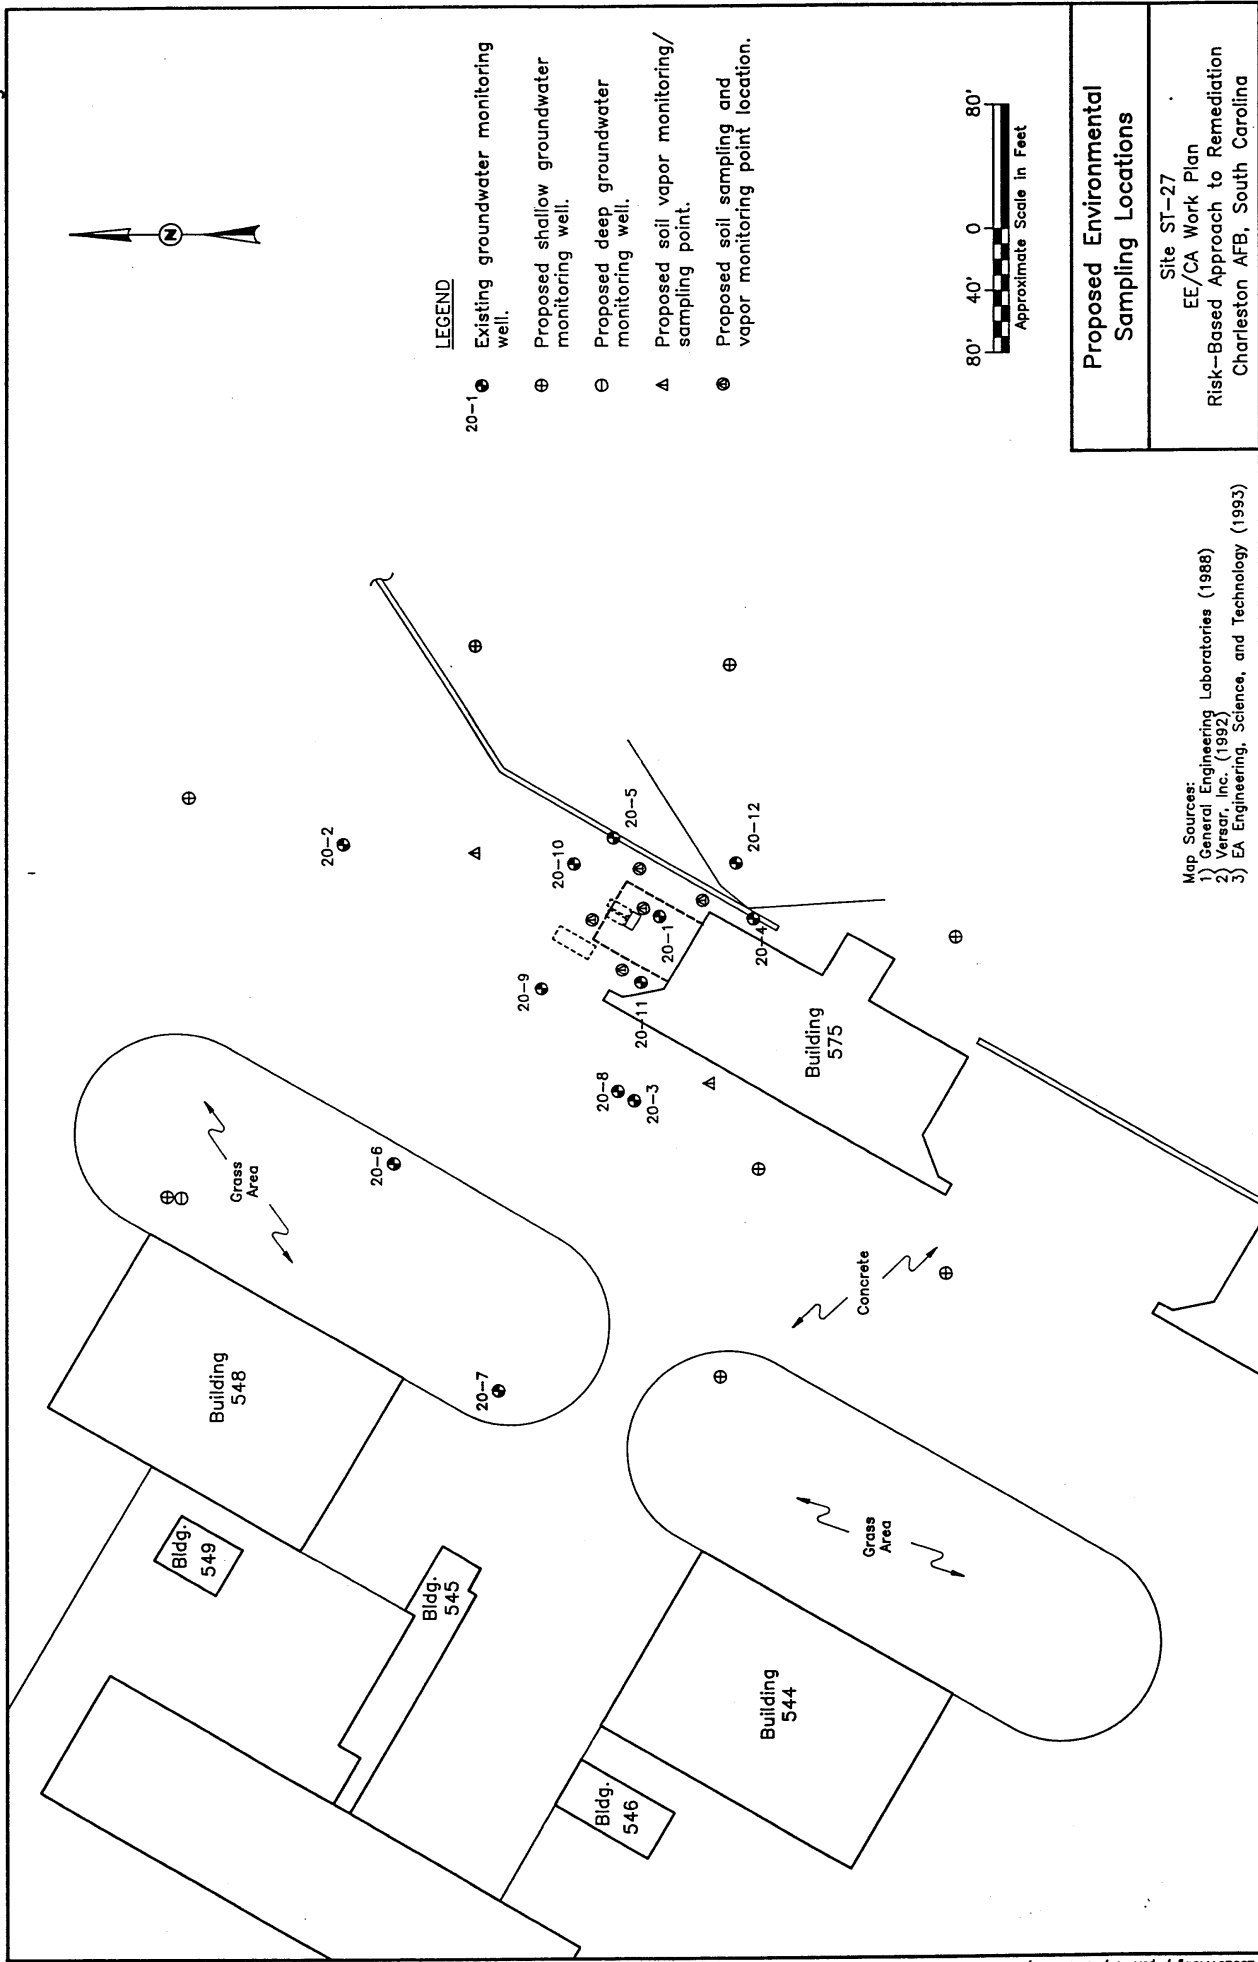 N
LEGEND
20-1
Existing groundwater monitoring
well.
Proposed shallow groundwater
monitoring well.
Proposed deep groundwater
monitoring well.
Proposed soil vapor monitoring/
sampling point.
Proposed soil sampling and
vapor monitoring point location.
80' 40' 0 80'
Approximate Scale in Feet
Proposed Environmental
Sampling Locations
Site ST-27
EE/CA Work Plan
Risk-Based Approach to Remediation
Charleston AFB, South Carolina
Map Sources:
1) General Engineering Laboratories (1988)
2) Versar, Inc. (1992)
3) EA Engineering, Science, and Technology (1993)
Bldg.
549
Building
548
Grass
Area
20-2
20-6
Bldg.
545
20-7
20-9
20-10
20-8
20-3
20-11
20-1
20-5
20-12
20-4
Building
575
Concrete
Bldg.
546
Building
544
Grass
Area